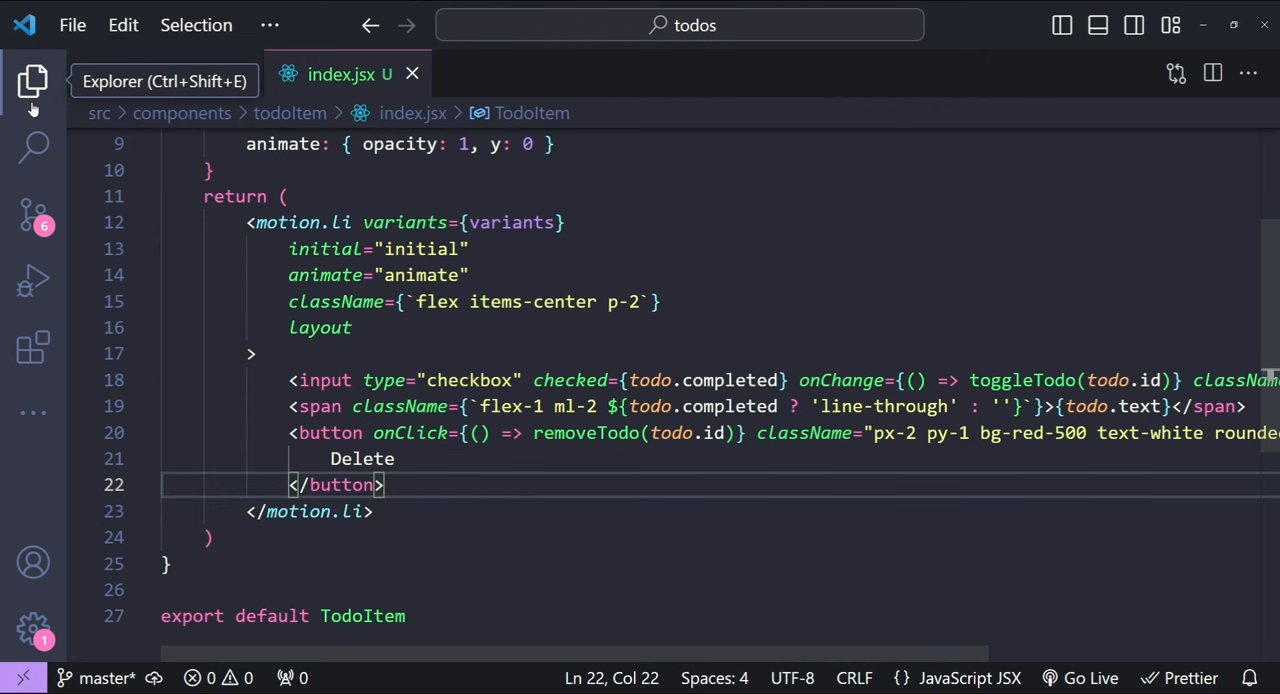 File Edit Selection ··· todos
Explorer (Ctrl+Shift+E) index.jsx U
src > components > todoItem > index.jsx > TodoItem
9 animate: { opacity: 1, y: 0 }
10 }
11 return (
12 <motion.li variants={variants}
13 initial="initial"
14 animate="animate"
15 className={`flex items-center p-2`}
16 layout
17 >
18 <input type="checkbox" checked={todo.completed} onChange={() => toggleTodo(todo.id)} classNam
19 <span className={`flex-1 ml-2 ${todo.completed ? 'line-through' : ''}`}>{todo.text}</span>
20 <button onClick={() => removeTodo(todo.id)} className="px-2 py-1 bg-red-500 text-white rounde
21 Delete
22 </button>
23 </motion.li>
24 )
25 }
26
27 export default TodoItem
6
1
master* 0 0 0 Ln 22, Col 22 Spaces: 4 UTF-8 CRLF {} JavaScript JSX Go Live Prettier